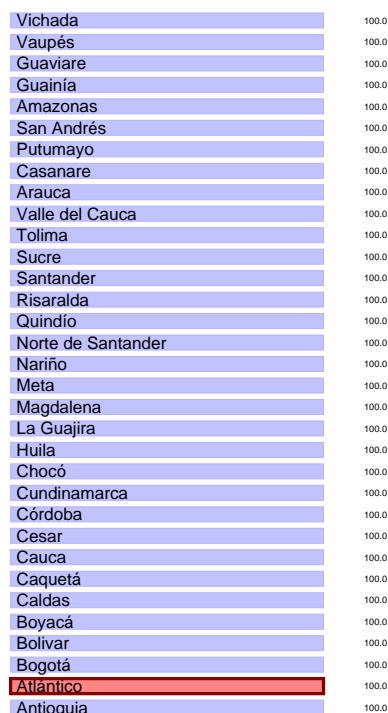 Vichada 100.0
Vaupés 100.0
Guaviare 100.0
Guainía 100.0
Amazonas 100.0
San Andrés 100.0
Putumayo 100.0
Casanare 100.0
Arauca 100.0
Valle del Cauca 100.0
Tolima 100.0
Sucre 100.0
Santander 100.0
Risaralda 100.0
Quindío 100.0
Norte de Santander 100.0
Nariño 100.0
Meta 100.0
Magdalena 100.0
La Guajira 100.0
Huila 100.0
Chocó 100.0
Cundinamarca 100.0
Córdoba 100.0
Cesar 100.0
Cauca 100.0
Caquetá 100.0
Caldas 100.0
Boyacá 100.0
Bolivar 100.0
Bogotá 100.0
Atlántico 100.0
Antioquia 100.0